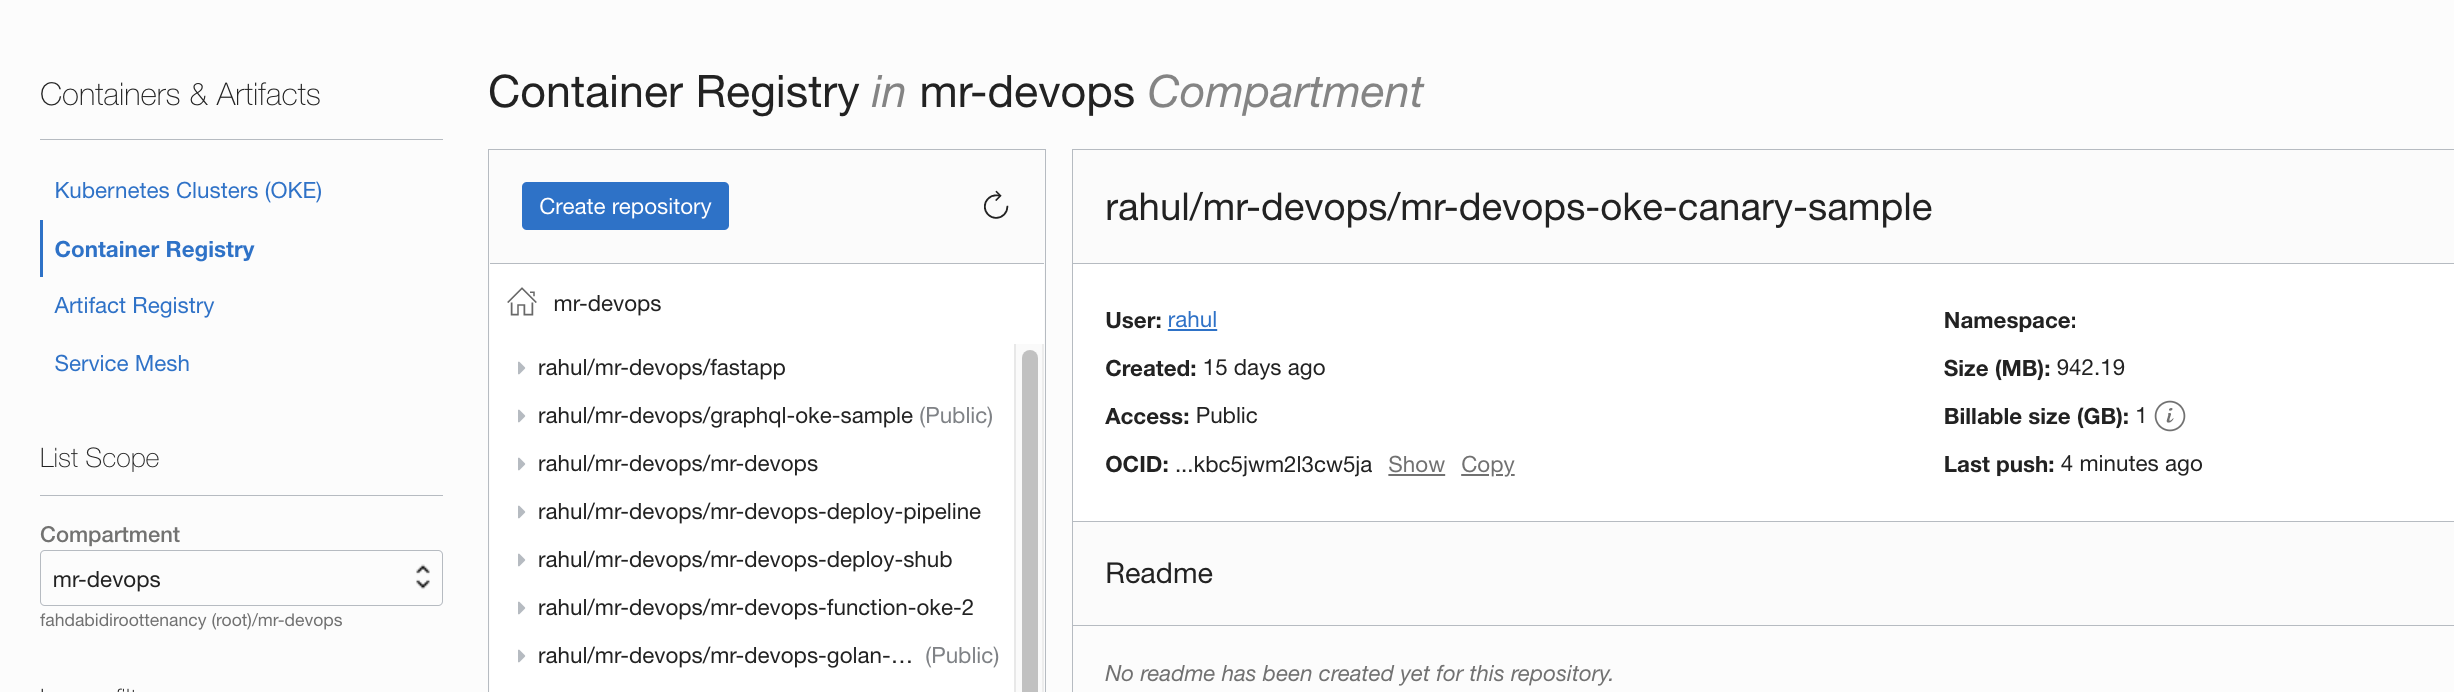 Containers & Artifacts
Kubernetes Clusters (OKE)
Container Registry
Artifact Registry
Service Mesh
List Scope
Compartment
mr-devops
fahdabidiroottenancy (root)/mr-devops
Container Registry in mr-devops Compartment
Create repository
mr-devops
rahul/mr-devops/fastapp
rahul/mr-devops/graphql-oke-sample (Public)
rahul/mr-devops/mr-devops
rahul/mr-devops/mr-devops-deploy-pipeline
rahul/mr-devops/mr-devops-deploy-shub
rahul/mr-devops/mr-devops-function-oke-2
rahul/mr-devops/mr-devops-golan-... (Public)
rahul/mr-devops/mr-devops-oke-canary-sample
User: rahul
Created: 15 days ago
Access: Public
OCID: ...kbc5jwm2l3cw5ja Show Copy
Namespace:
Size (MB): 942.19
Billable size (GB): 1 i
Last push: 4 minutes ago
Readme
No readme has been created yet for this repository.